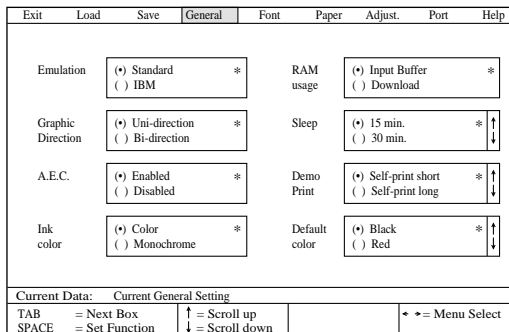 Exit Load Save General Font Paper Adjust. Port Help
Emulation (•) Standard * RAM (•) Input Buffer *
( ) IBM usage ( ) Download
Graphic (•) Uni-direction * Sleep (•) 15 min. * ↑
Direction ( ) Bi-direction ( ) 30 min. ↓
A.E.C. (•) Enabled * Demo (•) Self-print short * ↑
( ) Disabled Print ( ) Self-print long ↓
Ink (•) Color * Default (•) Black * ↑
color ( ) Monochrome color ( ) Red ↓
Current Data: Current General Setting
TAB = Next Box ↑ = Scroll up ← → = Menu Select
SPACE = Set Function ↓ = Scroll down